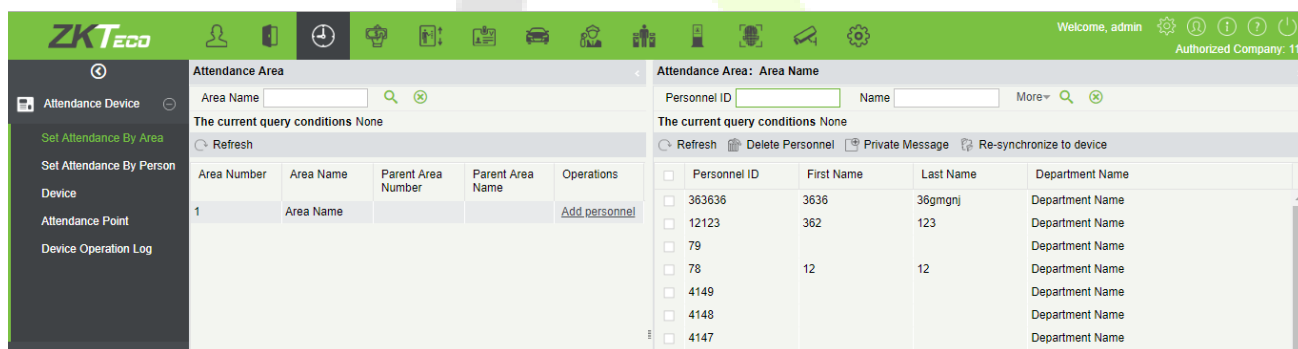 ZKTeco
Welcome, admin
Authorized Company: 11
Attendance Device
Set Attendance By Area
Set Attendance By Person
Device
Attendance Point
Device Operation Log
Attendance Area
Area Name
The current query conditions None
Refresh
Area Number Area Name Parent Area Number Parent Area Name Operations
1 Area Name Add personnel
Attendance Area: Area Name
Personnel ID Name More
The current query conditions None
Refresh Delete Personnel Private Message Re-synchronize to device
Personnel ID First Name Last Name Department Name
363636 3636 36gmgnj Department Name
12123 362 123 Department Name
79 Department Name
78 12 12 Department Name
4149 Department Name
4148 Department Name
4147 Department Name